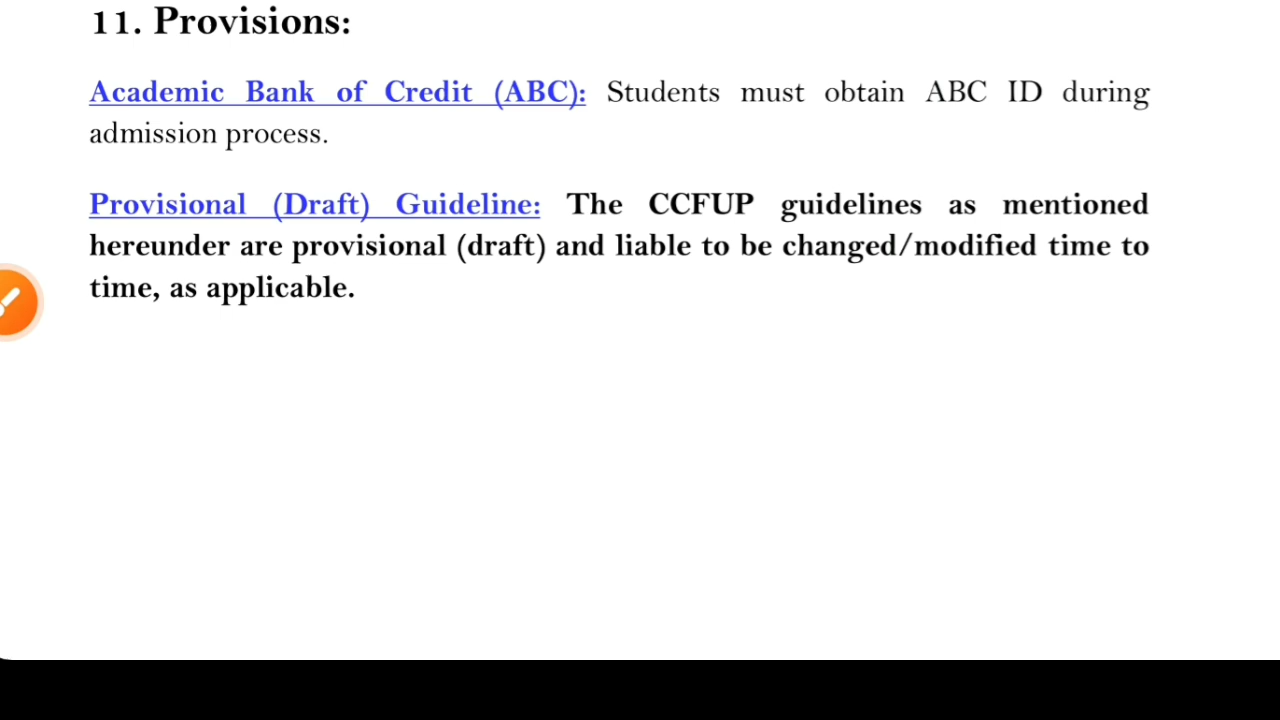 11. Provisions:
Academic Bank of Credit (ABC): Students must obtain ABC ID during
admission process.
Provisional (Draft) Guideline: The CCFUP guidelines as mentioned
hereunder are provisional (draft) and liable to be changed/modified time to
time, as applicable.